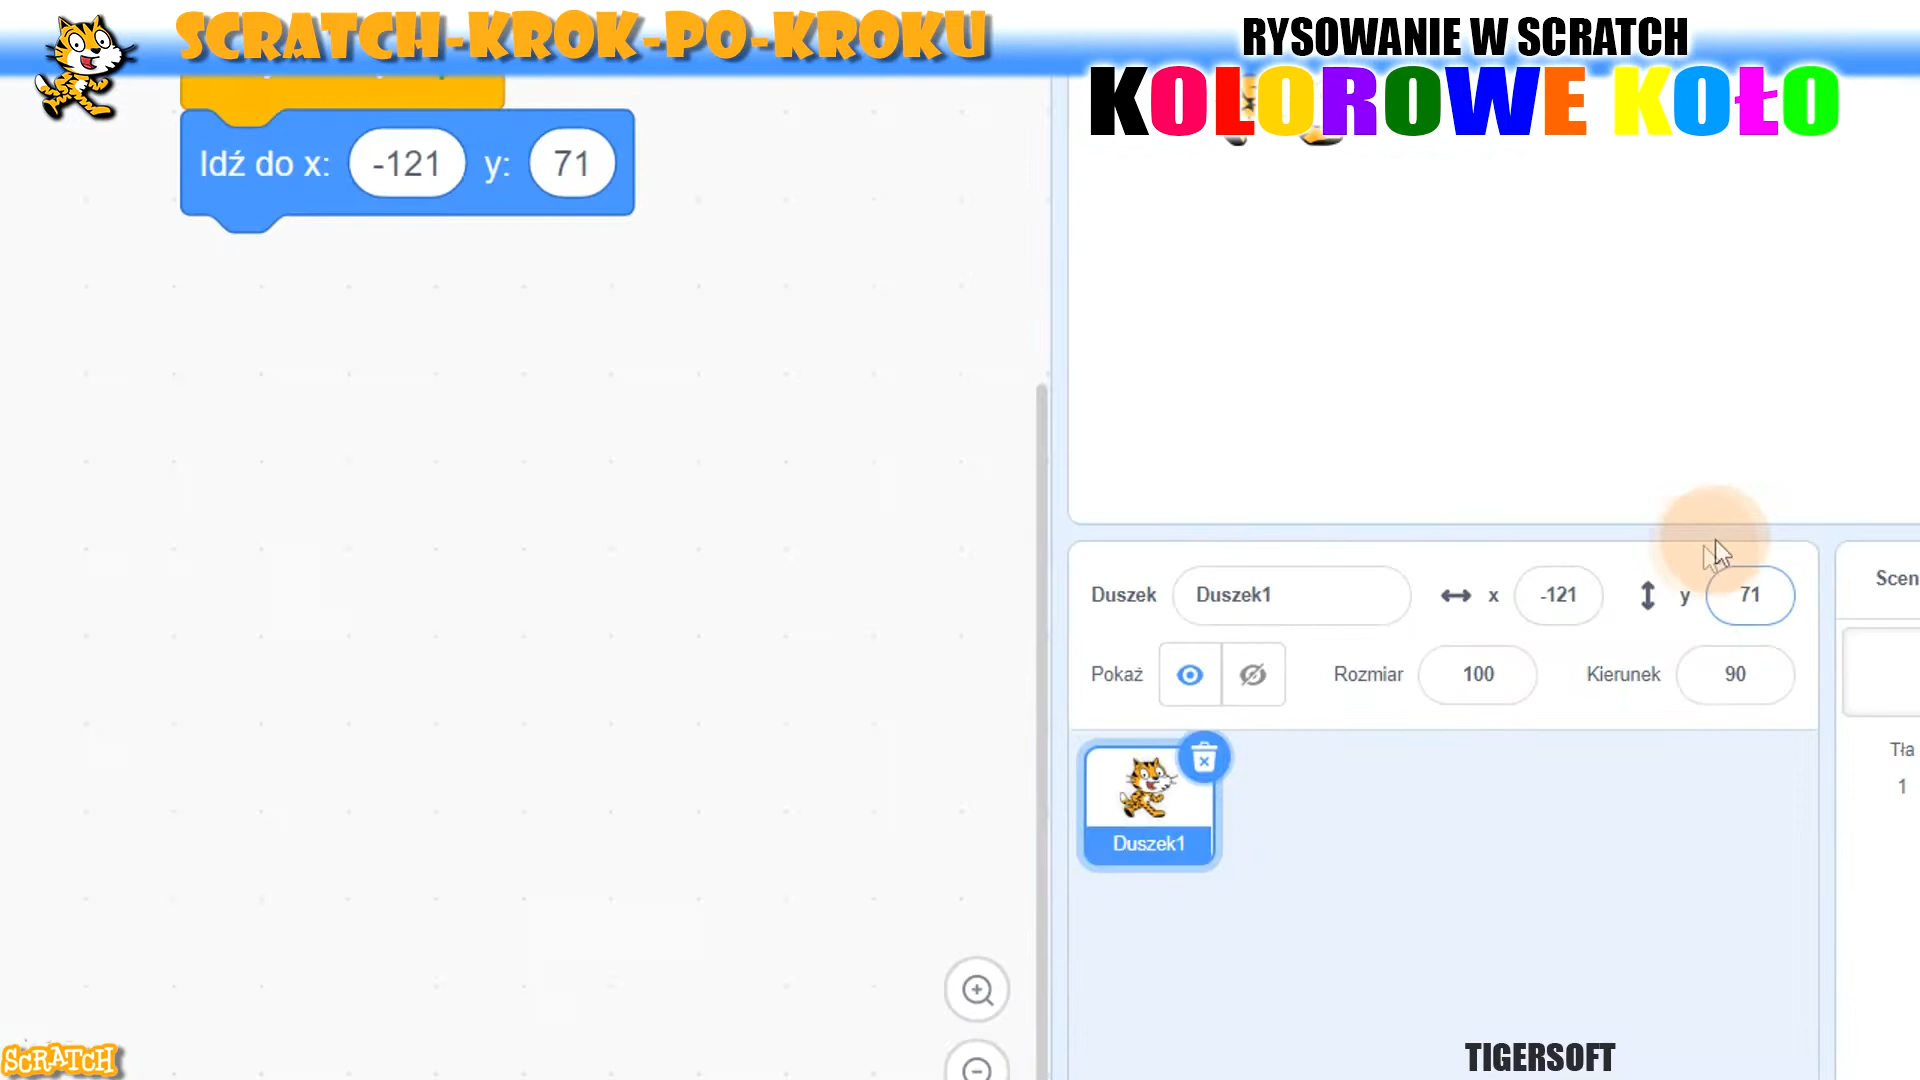 SCRATCH-KROK-PO-KROKU
RYSOWANIE W SCRATCH
KOLOROWE KOŁO
Idź do x: -121 y: 71
Duszek Duszek1 x -121 y 71
Scen
Pokaż Rozmiar 100 Kierunek 90
Duszek1
Tła
1
SCRATCH
TIGERSOFT